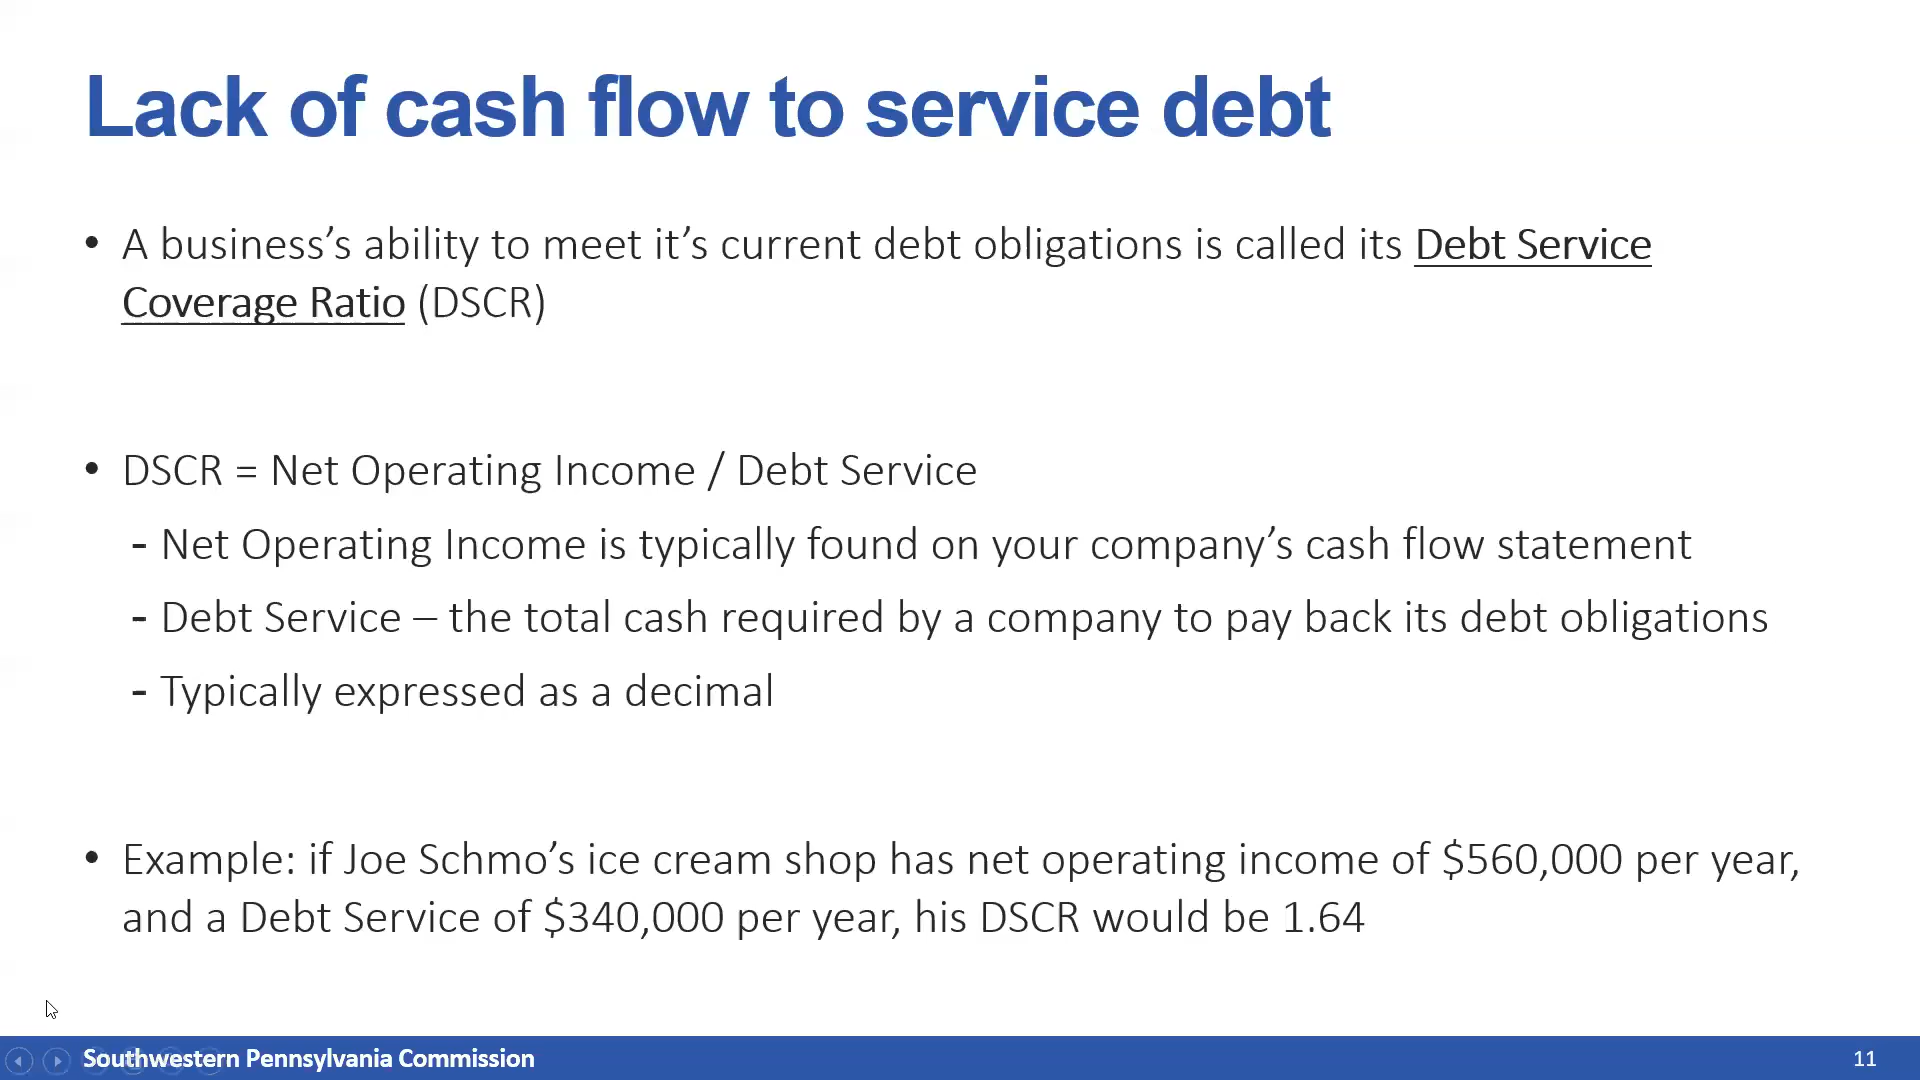 Lack of cash flow to service debt
• A business’s ability to meet it’s current debt obligations is called its Debt Service
Coverage Ratio (DSCR)
• DSCR = Net Operating Income / Debt Service
- Net Operating Income is typically found on your company’s cash flow statement
- Debt Service – the total cash required by a company to pay back its debt obligations
- Typically expressed as a decimal
• Example: if Joe Schmo’s ice cream shop has net operating income of $560,000 per year,
and a Debt Service of $340,000 per year, his DSCR would be 1.64
Southwestern Pennsylvania Commission
11